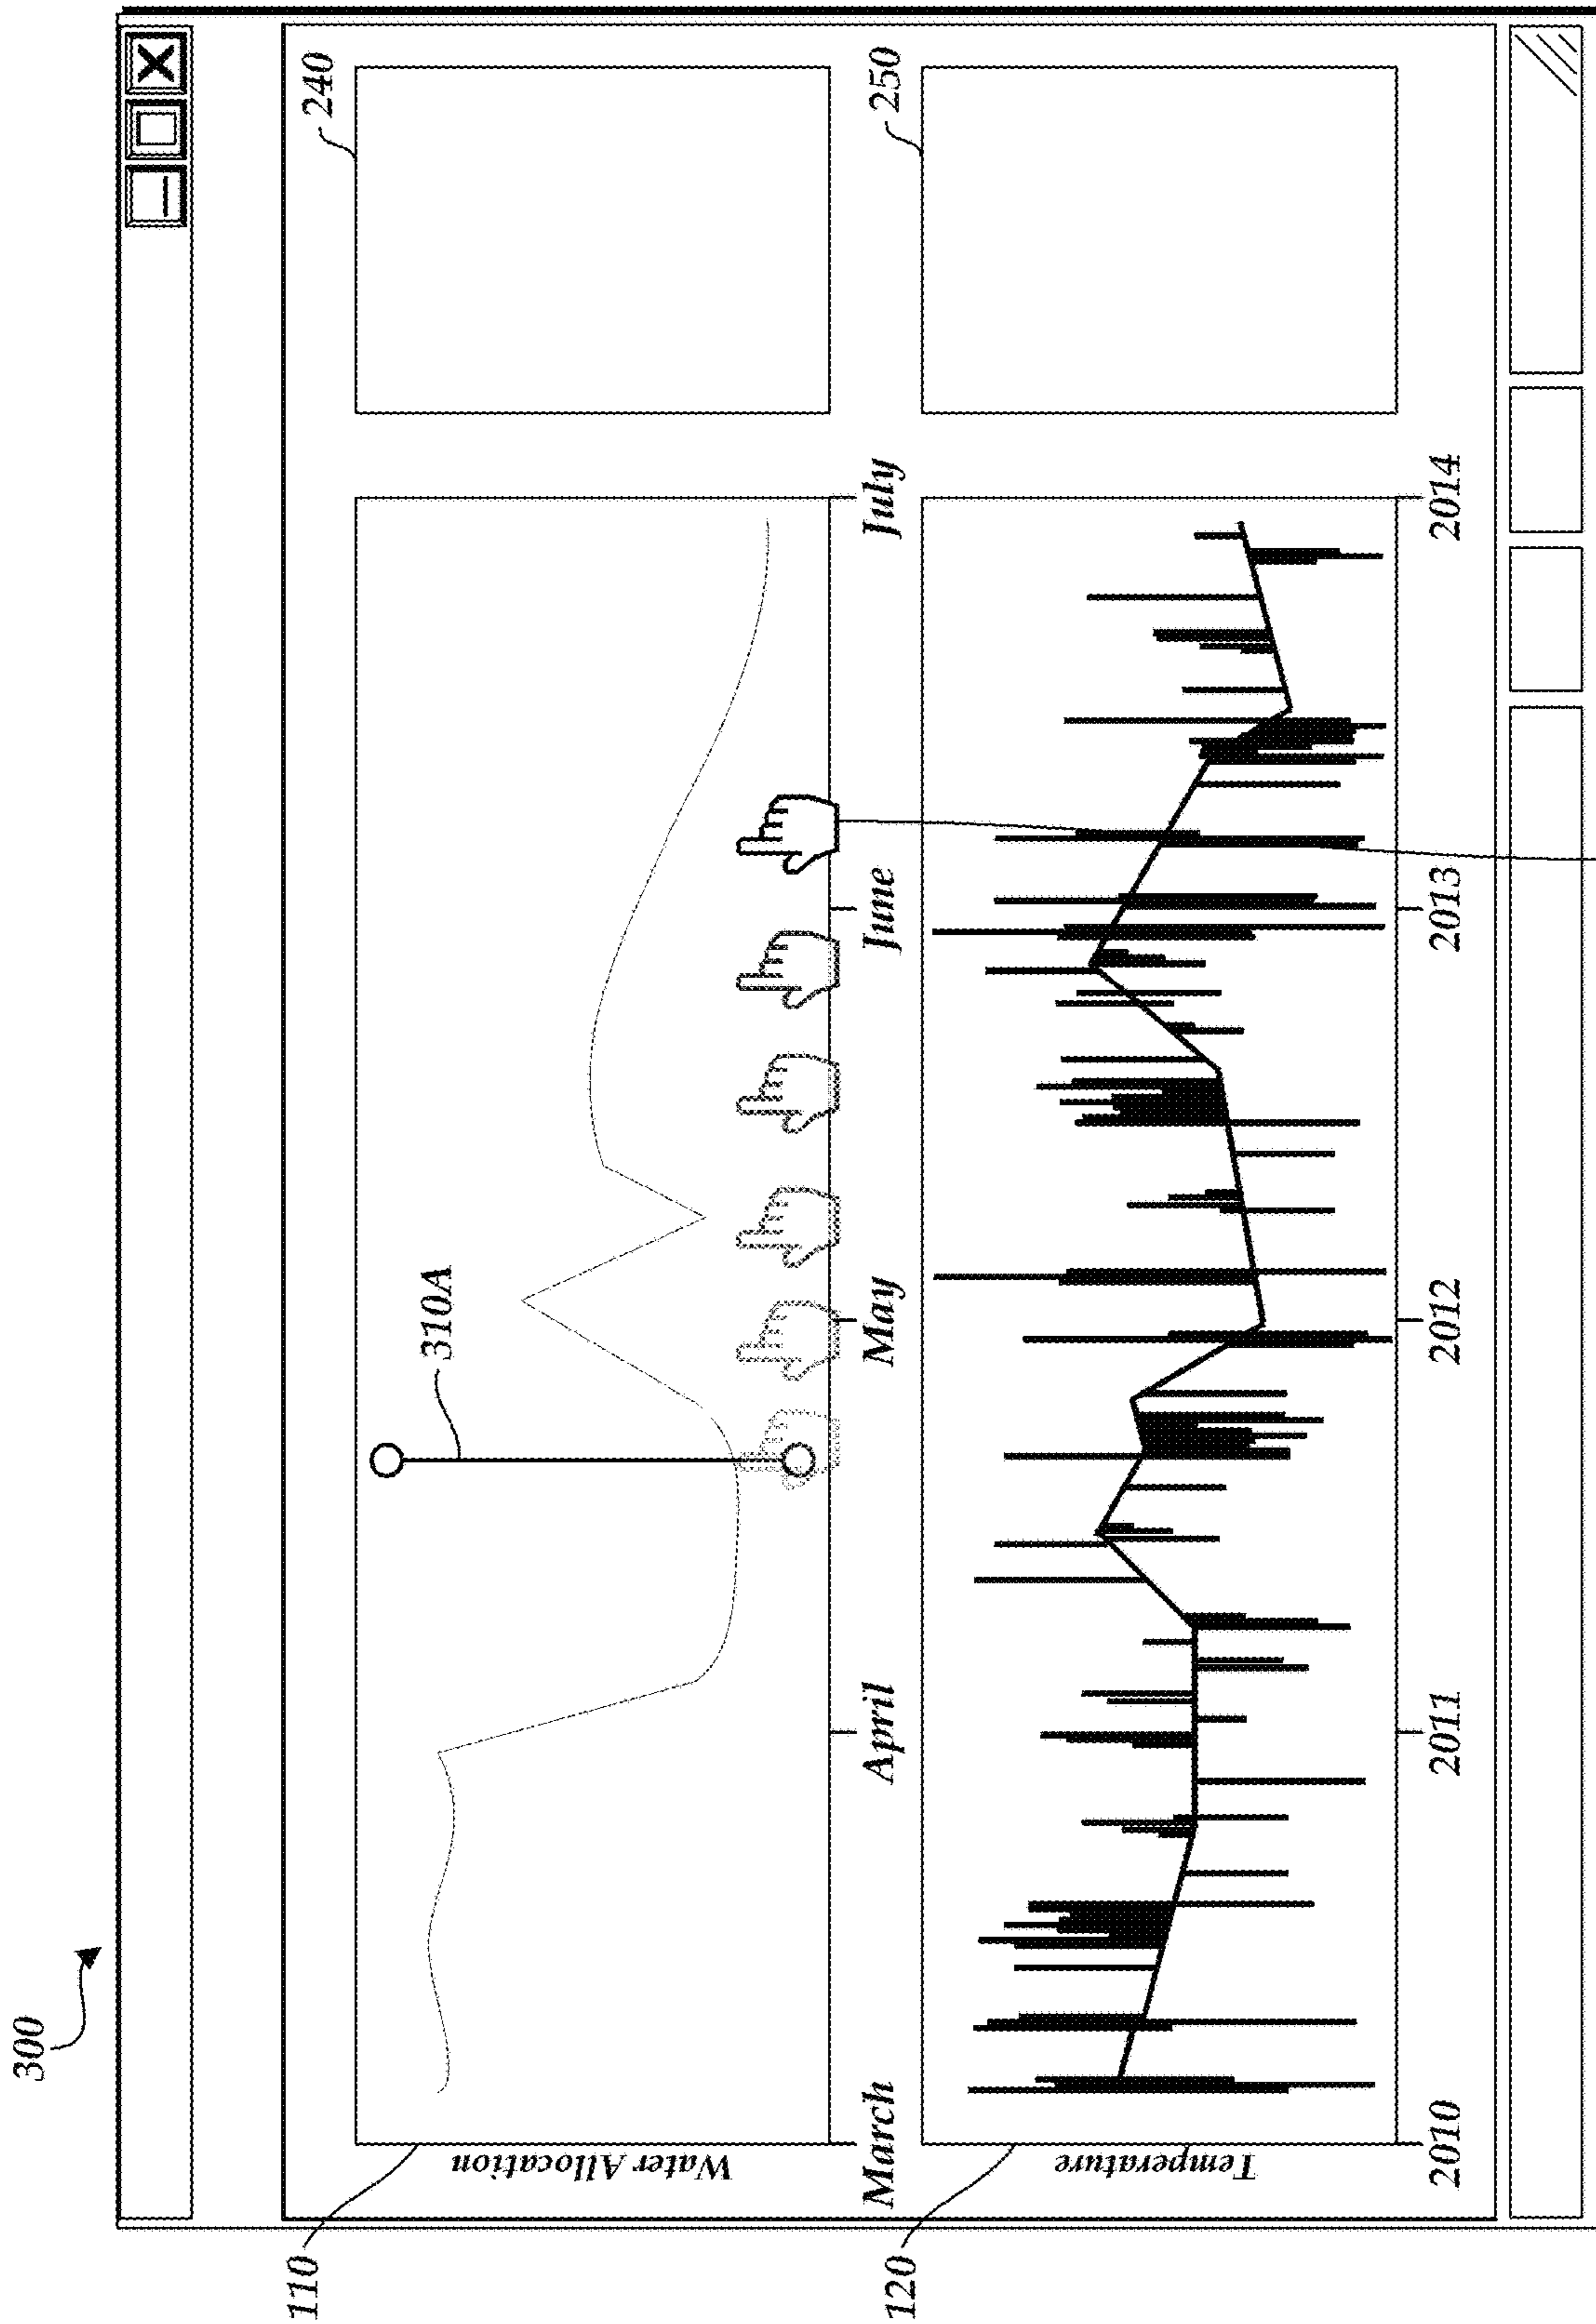 300
240
110
Water Allocation
310A
March April May June July
250
120
Temperature
2010 2011 2012 2013 2014